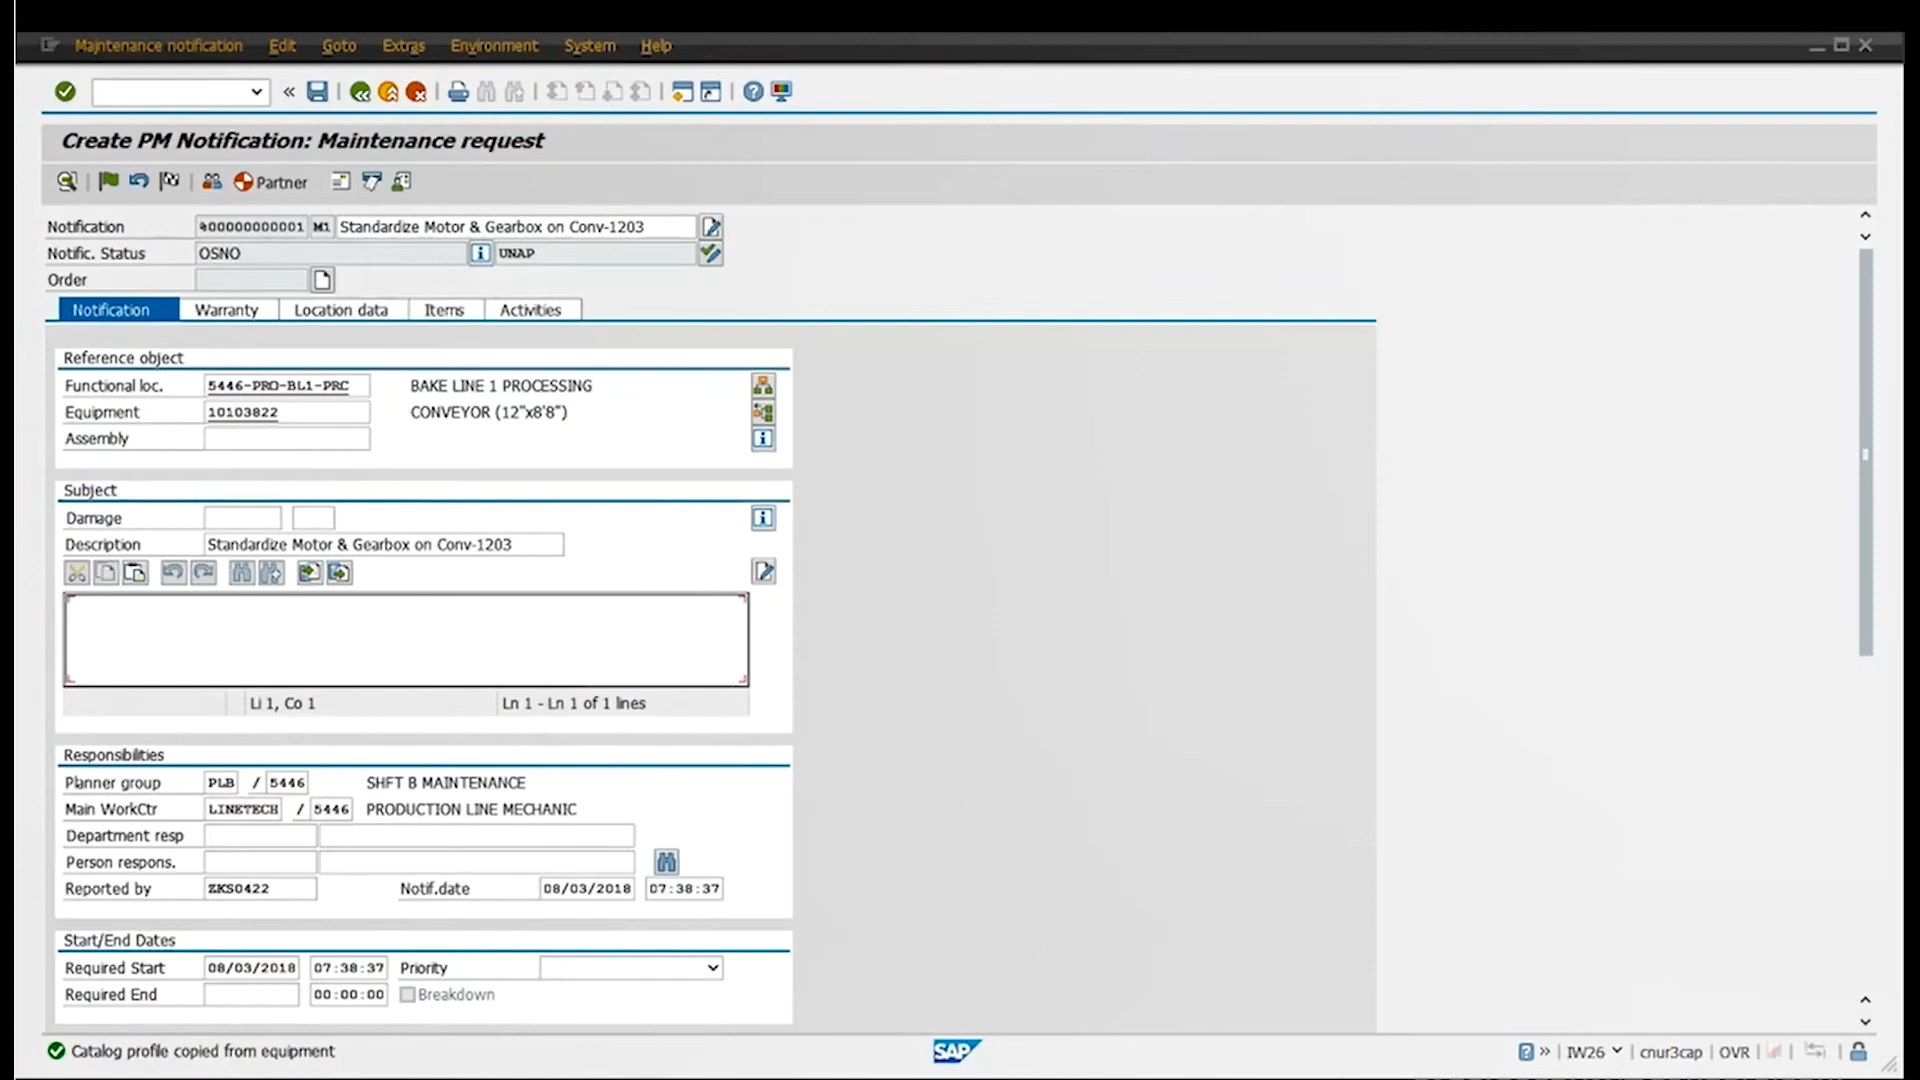 Maintenance notification Edit Goto Extras Environment System Help
Create PM Notification: Maintenance request
Partner
Notification %00000000001 M1 Standardize Motor & Gearbox on Conv-1203
Notific. Status OSNO UNAP
Order
Notification Warranty Location data Items Activities
Reference object
Functional loc. 5446-PRO-BL1-PRC BAKE LINE 1 PROCESSING
Equipment 10103822 CONVEYOR (12"x8'8")
Assembly
Subject
Damage
Description Standardize Motor & Gearbox on Conv-1203
Li 1, Co 1 Ln 1 - Ln 1 of 1 lines
Responsibilities
Planner group PLB / 5446 SHFT B MAINTENANCE
Main WorkCtr LINETECH / 5446 PRODUCTION LINE MECHANIC
Department resp
Person respons.
Reported by ZKS0422 Notif.date 08/03/2018 07:38:37
Start/End Dates
Required Start 08/03/2018 07:38:37 Priority
Required End 00:00:00 Breakdown
Catalog profile copied from equipment SAP IW26 cnur3cap OVR